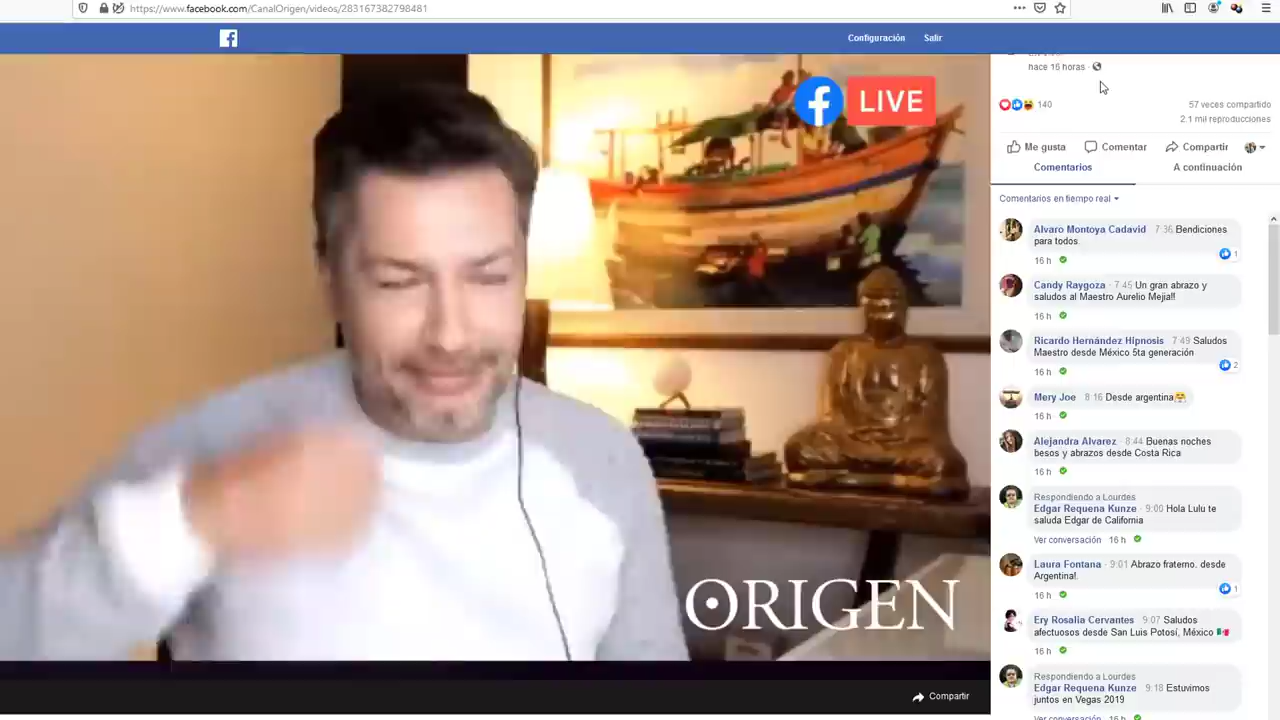 https://www.facebook.com/CanalOrigen/videos/283167382798481
Configuración Salir
LIVE
ORIGEN
Compartir
hace 16 horas ·
140
57 veces compartido
2.1 mil reproducciones
Me gusta Comentar Compartir
Comentarios A continuación
Comentarios en tiempo real
Alvaro Montoya Cadavid · 7:36 Bendiciones
para todos.
1
16 h
Candy Raygoza · 7:45 Un gran abrazo y
saludos al Maestro Aurelio Mejia!!
16 h
Ricardo Hernández Hipnosis · 7:49 Saludos
Maestro desde México 5ta generación
2
16 h
Mery Joe · 8:16 Desde argentina🤗
16 h
Alejandra Alvarez · 8:44 Buenas noches
besos y abrazos desde Costa Rica
16 h
Respondiendo a Lourdes
Edgar Requena Kunze · 9:00 Hola Lulu te
saluda Edgar de California
Ver conversación 16 h
Laura Fontana · 9:01 Abrazo fraterno. desde
Argentina!.
1
16 h
Ery Rosalia Cervantes · 9:07 Saludos
afectuosos desde San Luis Potosí, México 🇲🇽
16 h
Respondiendo a Lourdes
Edgar Requena Kunze · 9:18 Estuvimos
juntos en Vegas 2019
Ver conversación 16 h